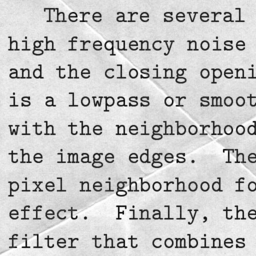 There are several
high frequency noise
and the closing openi
is a lowpass or smoot
with the neighborhood
the image edges.  The
pixel neighborhood fo
effect.  Finally, the
filter that combines